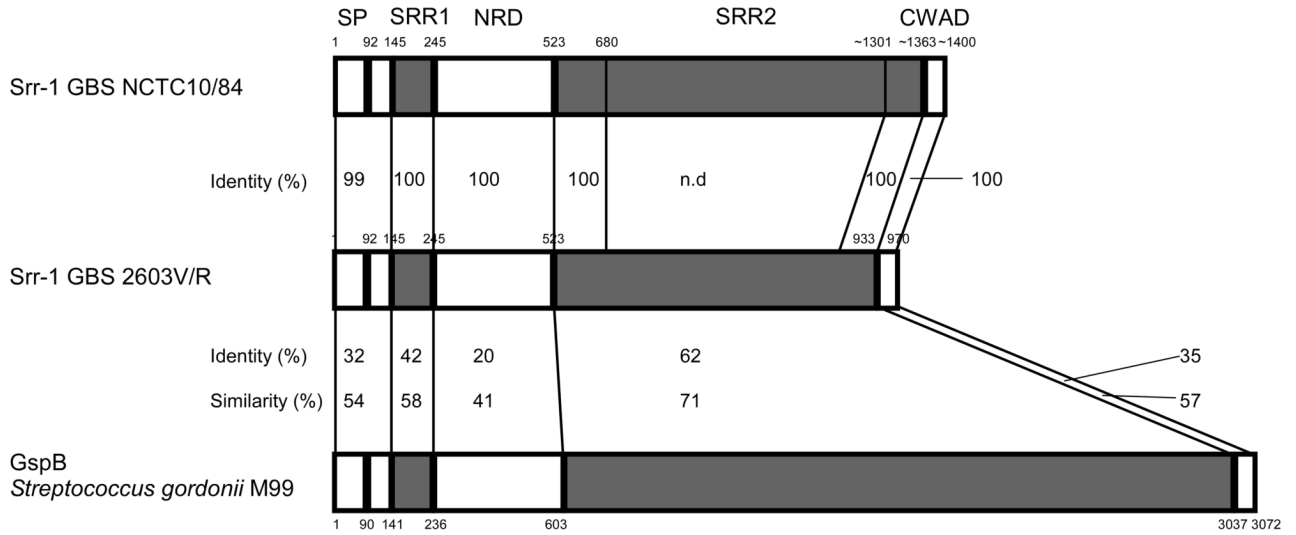 SP SRR1 NRD SRR2 CWAD
1 92 145 245 523 680 ~1301 ~1363 ~1400
Srr-1 GBS NCTC10/84
Identity (%) 99 100 100 100 n.d 100 100
1 92 145 245 523 933 970
Srr-1 GBS 2603V/R
Identity (%) 32 42 20 62 35
Similarity (%) 54 58 41 71 57
GspB
Streptococcus gordonii M99
1 90 141 236 603 3037 3072